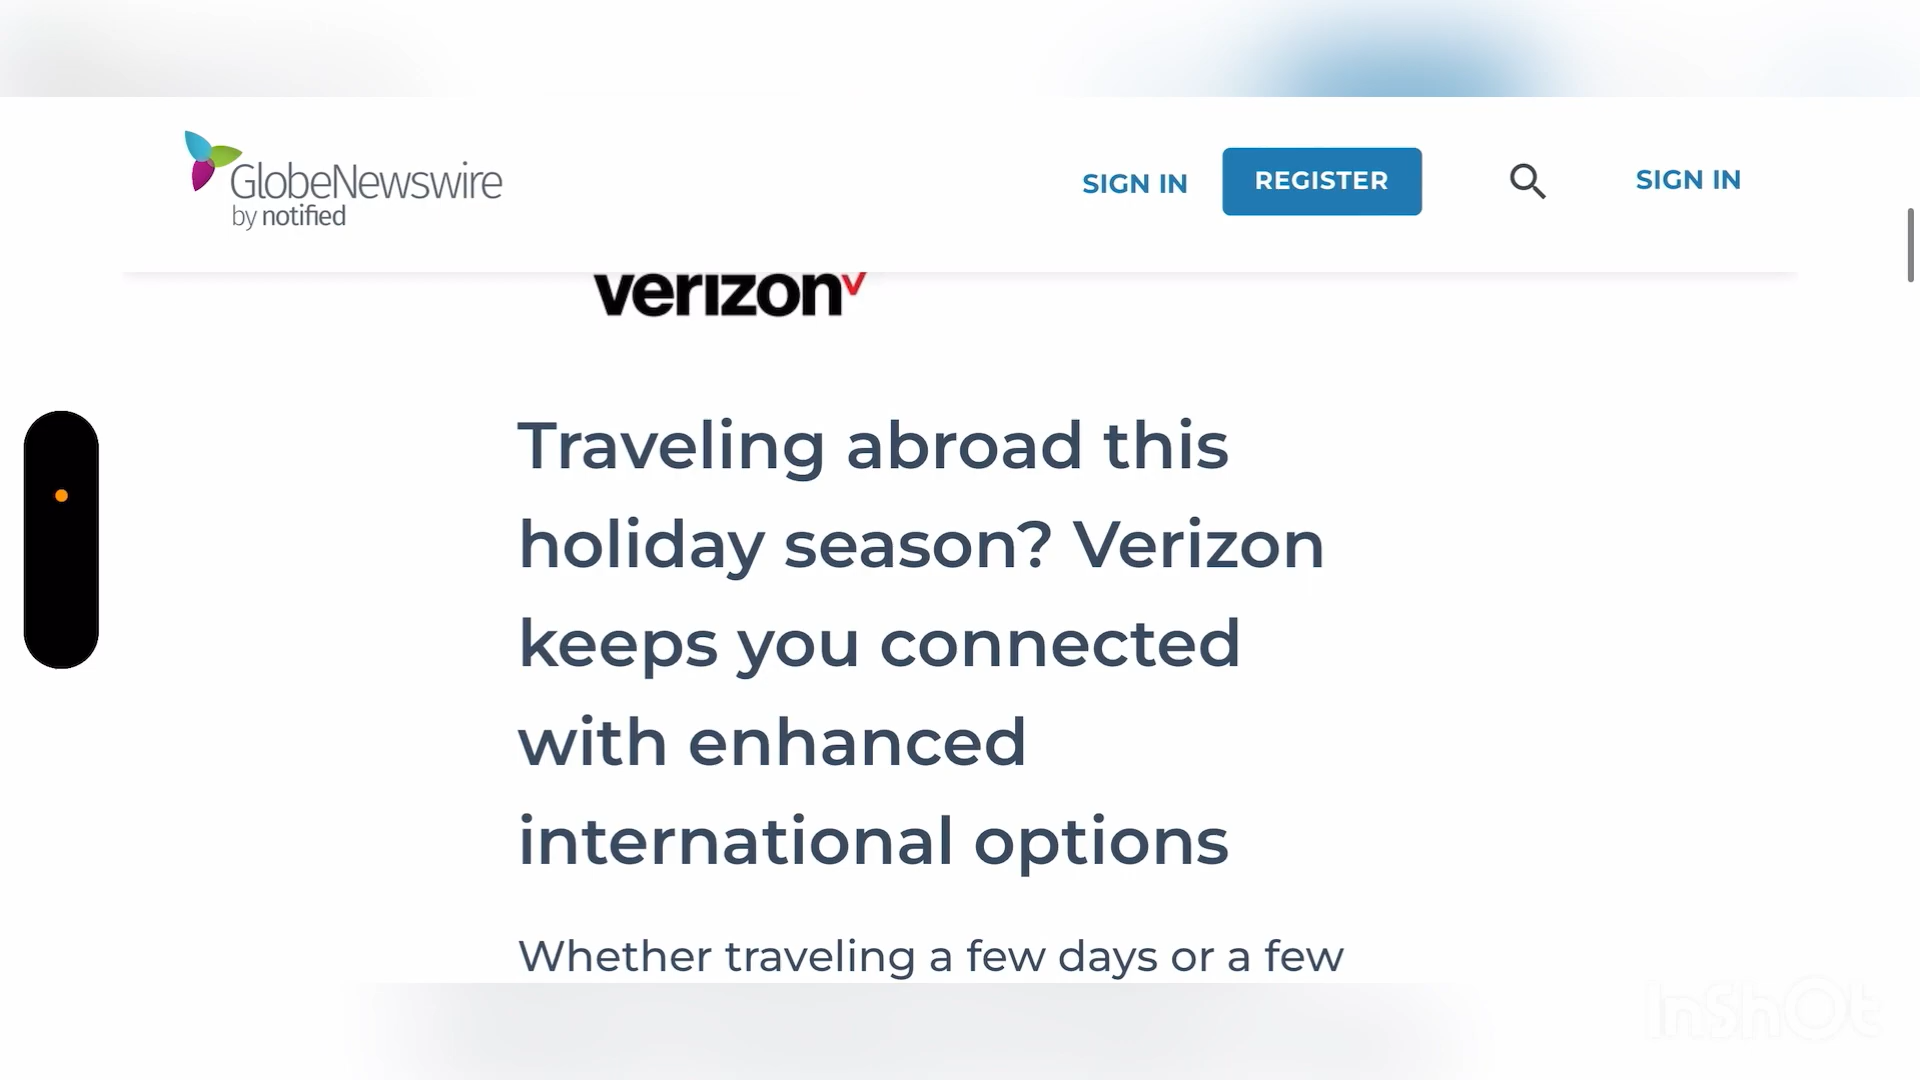 GlobeNewswire
by notified
SIGN IN
REGISTER
SIGN IN
verizon
Traveling abroad this
holiday season? Verizon
keeps you connected
with enhanced
international options
Whether traveling a few days or a few
InShOt